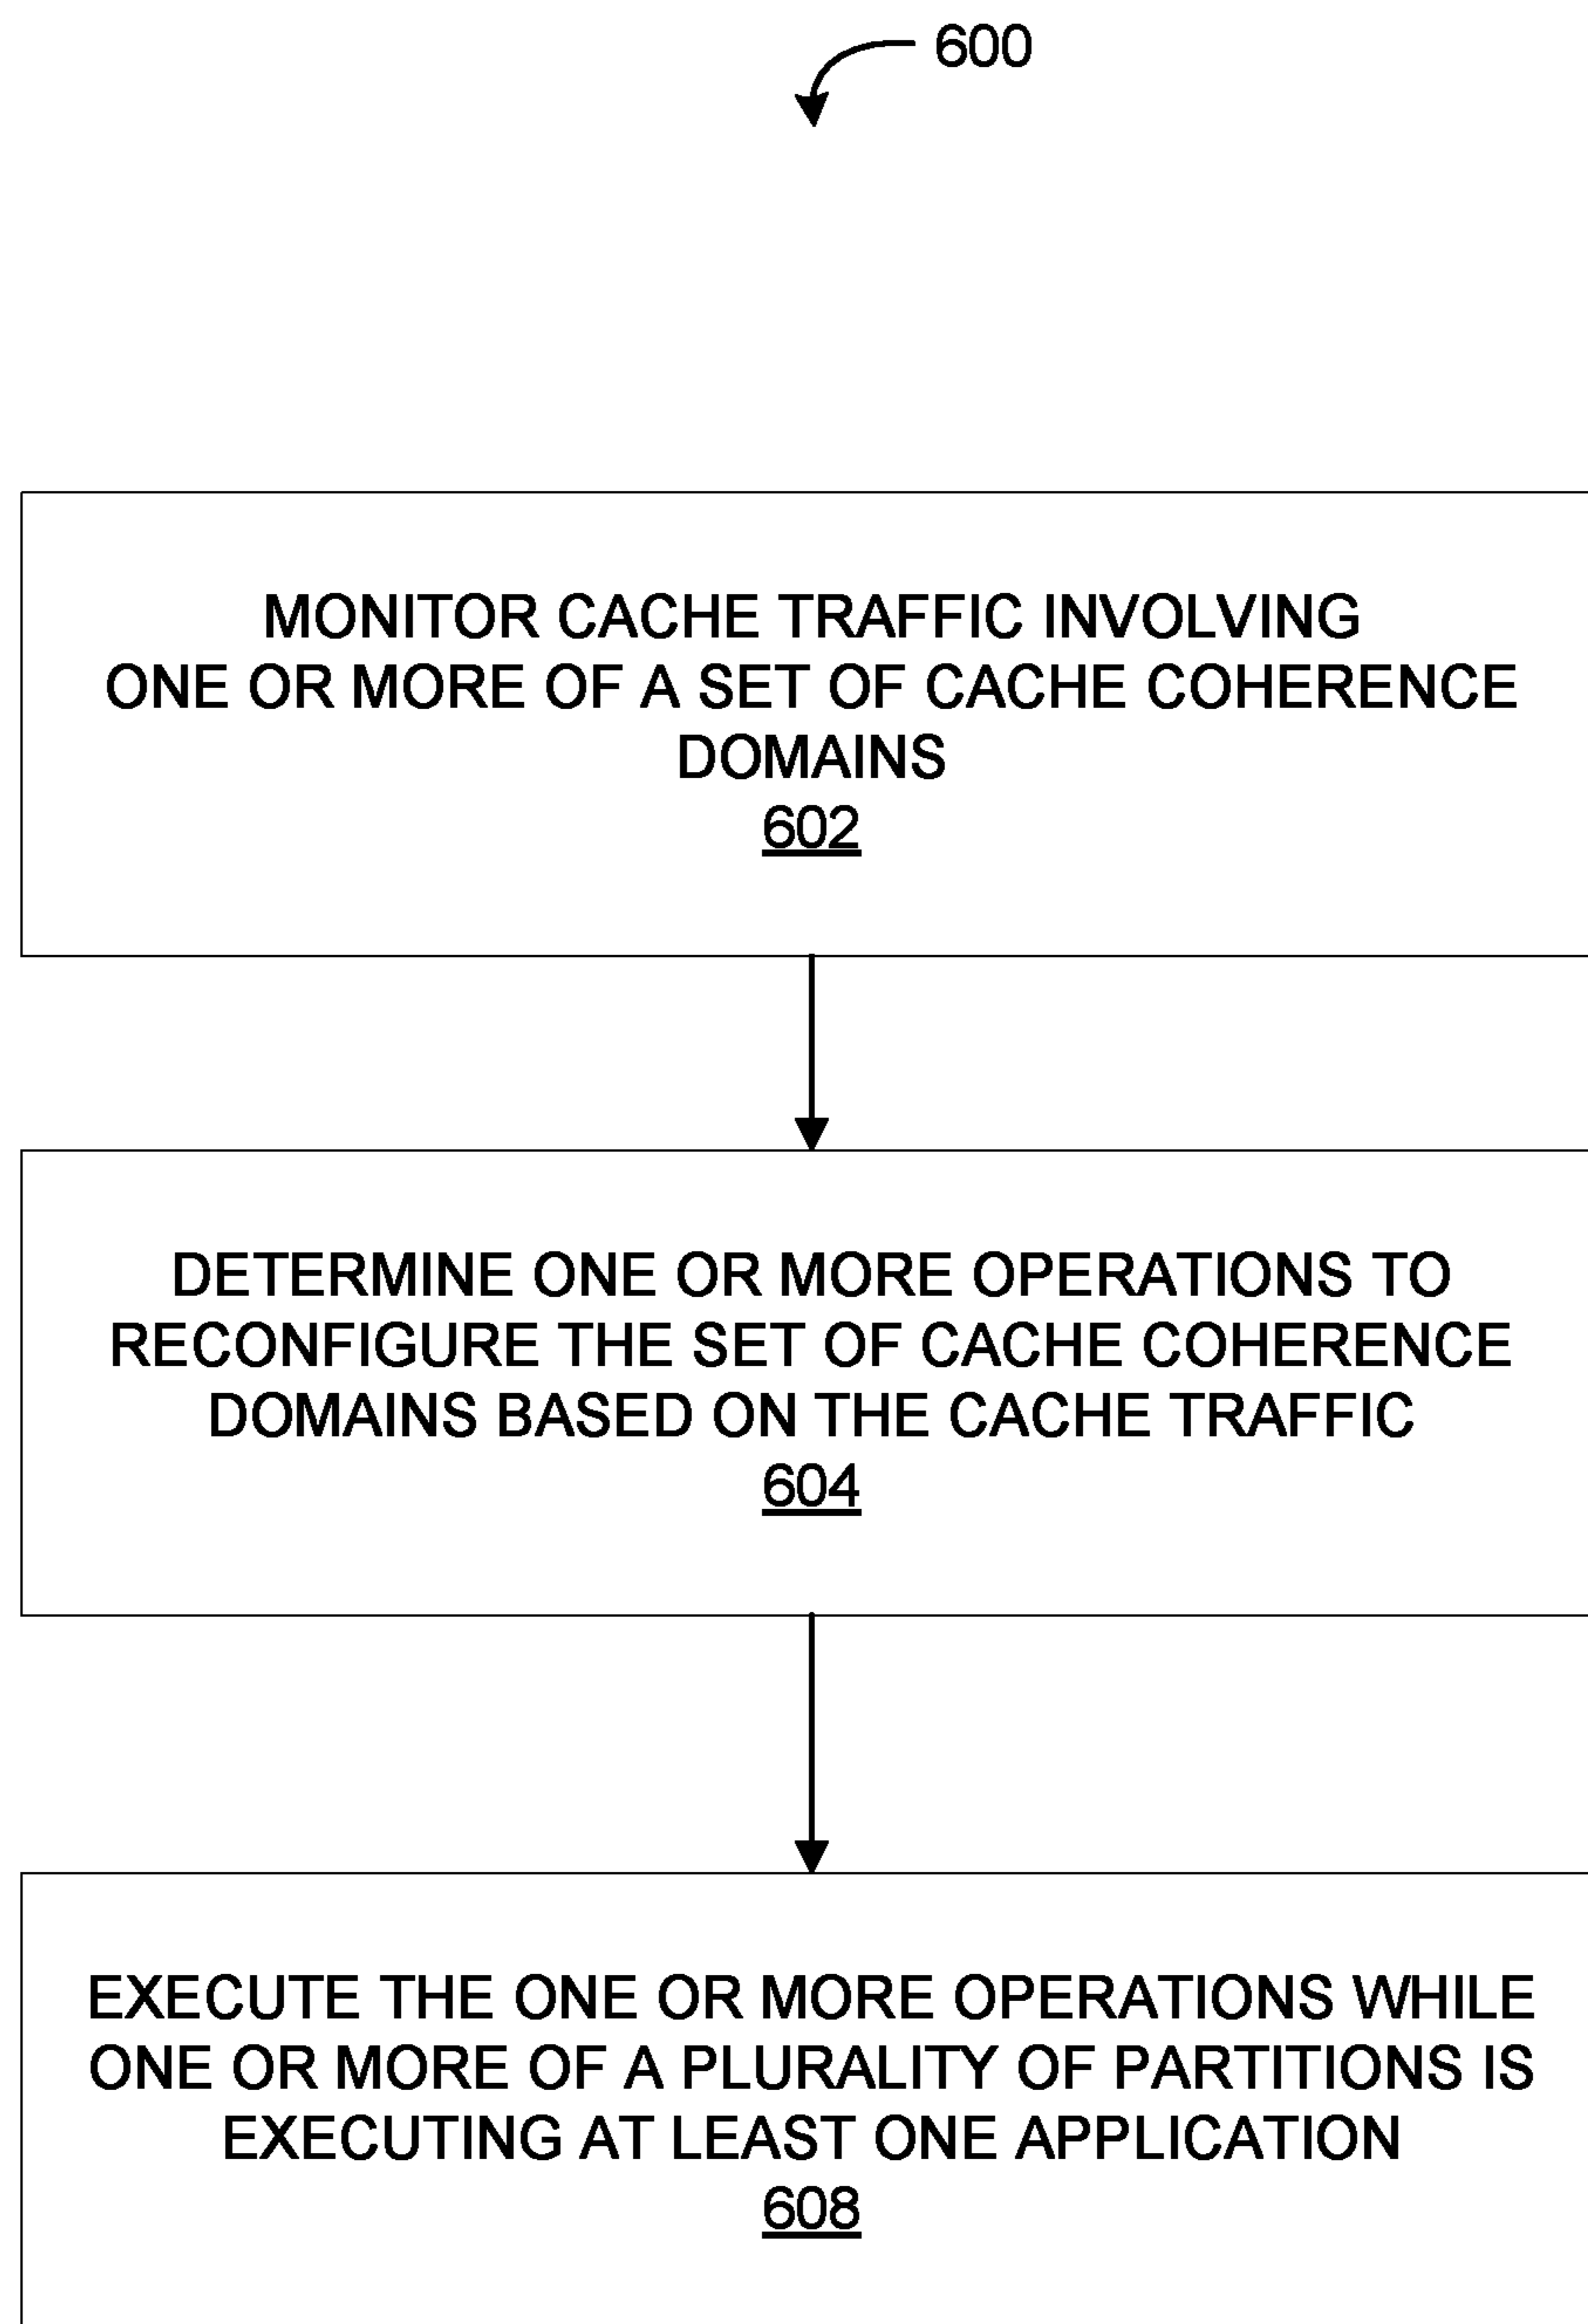 600
MONITOR CACHE TRAFFIC INVOLVING
ONE OR MORE OF A SET OF CACHE COHERENCE
DOMAINS
602
DETERMINE ONE OR MORE OPERATIONS TO
RECONFIGURE THE SET OF CACHE COHERENCE
DOMAINS BASED ON THE CACHE TRAFFIC
604
EXECUTE THE ONE OR MORE OPERATIONS WHILE
ONE OR MORE OF A PLURALITY OF PARTITIONS IS
EXECUTING AT LEAST ONE APPLICATION
608